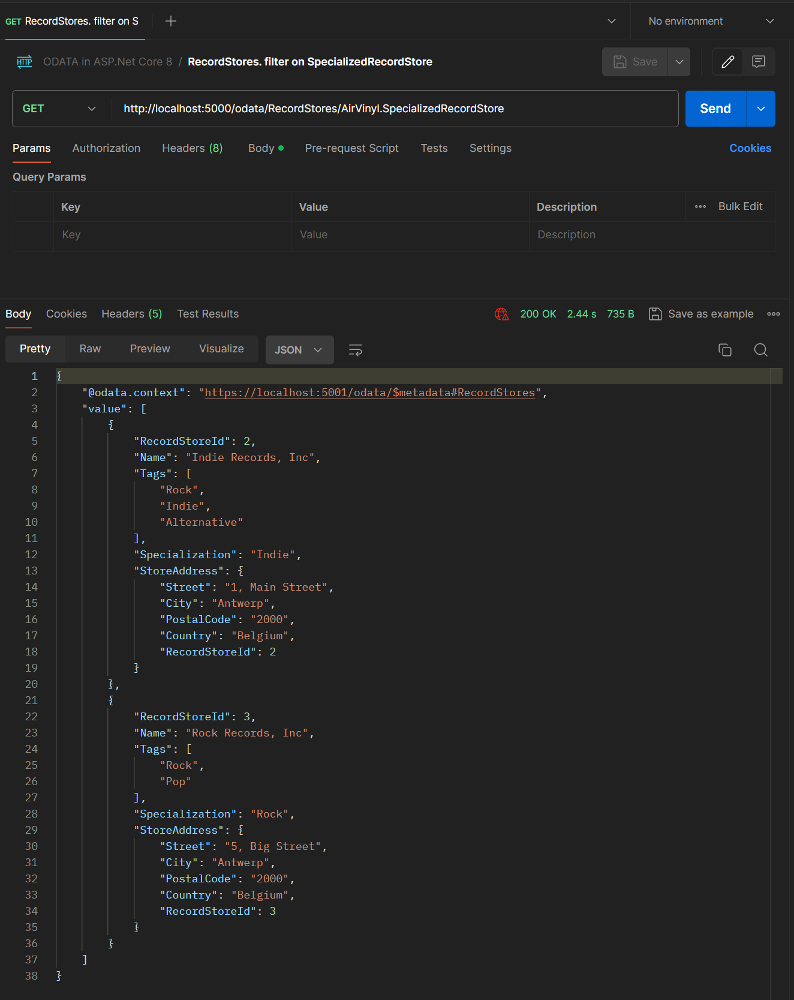 GET RecordStores. filter on S
No environment
HTTP ODATA in ASP.Net Core 8 / RecordStores. filter on SpecializedRecordStore Save
GET http://localhost:5000/odata/RecordStores/AirVinyl.SpecializedRecordStore Send
Params Authorization Headers (8) Body Pre-request Script Tests Settings Cookies
Query Params
Key Value Description Bulk Edit
Key Value Description
Body Cookies Headers (5) Test Results 200 OK 2.44 s 735 B Save as example
Pretty Raw Preview Visualize JSON
1 {
2 "@odata.context": "https://localhost:5001/odata/$metadata#RecordStores",
3 "value": [
4 {
5 "RecordStoreId": 2,
6 "Name": "Indie Records, Inc",
7 "Tags": [
8 "Rock",
9 "Indie",
10 "Alternative"
11 ],
12 "Specialization": "Indie",
13 "StoreAddress": {
14 "Street": "1, Main Street",
15 "City": "Antwerp",
16 "PostalCode": "2000",
17 "Country": "Belgium",
18 "RecordStoreId": 2
19 }
20 },
21 {
22 "RecordStoreId": 3,
23 "Name": "Rock Records, Inc",
24 "Tags": [
25 "Rock",
26 "Pop"
27 ],
28 "Specialization": "Rock",
29 "StoreAddress": {
30 "Street": "5, Big Street",
31 "City": "Antwerp",
32 "PostalCode": "2000",
33 "Country": "Belgium",
34 "RecordStoreId": 3
35 }
36 }
37 ]
38 }